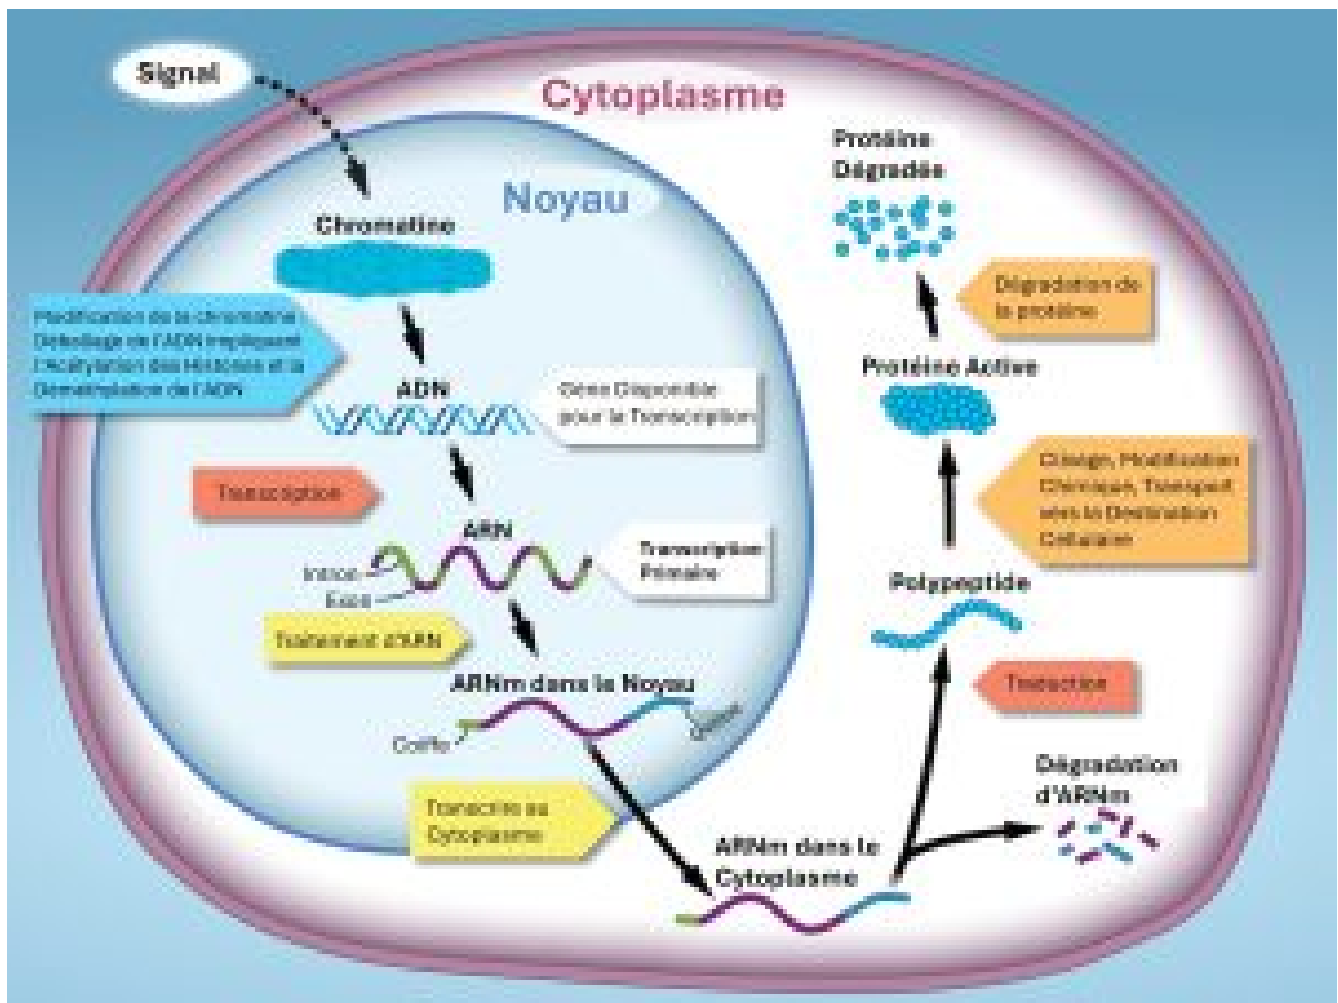 Signal
Cytoplasme
Noyau
Chromatine
Modification de la chromatine
Déballage de l'ADN impliquant
l'Acétylation des Histones et la
Déméthylation de l'ADN
ADN
Gène Disponible
pour la Transcription
Transcription
ARN
Intron
Exon
Transcription
Primaire
Traitement d'ARN
ARNm dans le Noyau
Coiffe
Queue
Transcrire au
Cytoplasme
ARNm dans le
Cytoplasme
Protéine
Dégradée
Dégradation de
la protéine
Protéine Active
Clivage, Modification
Chimique, Transport
vers la Destination
Cellulaire
Polypeptide
Dégradation
d'ARNm